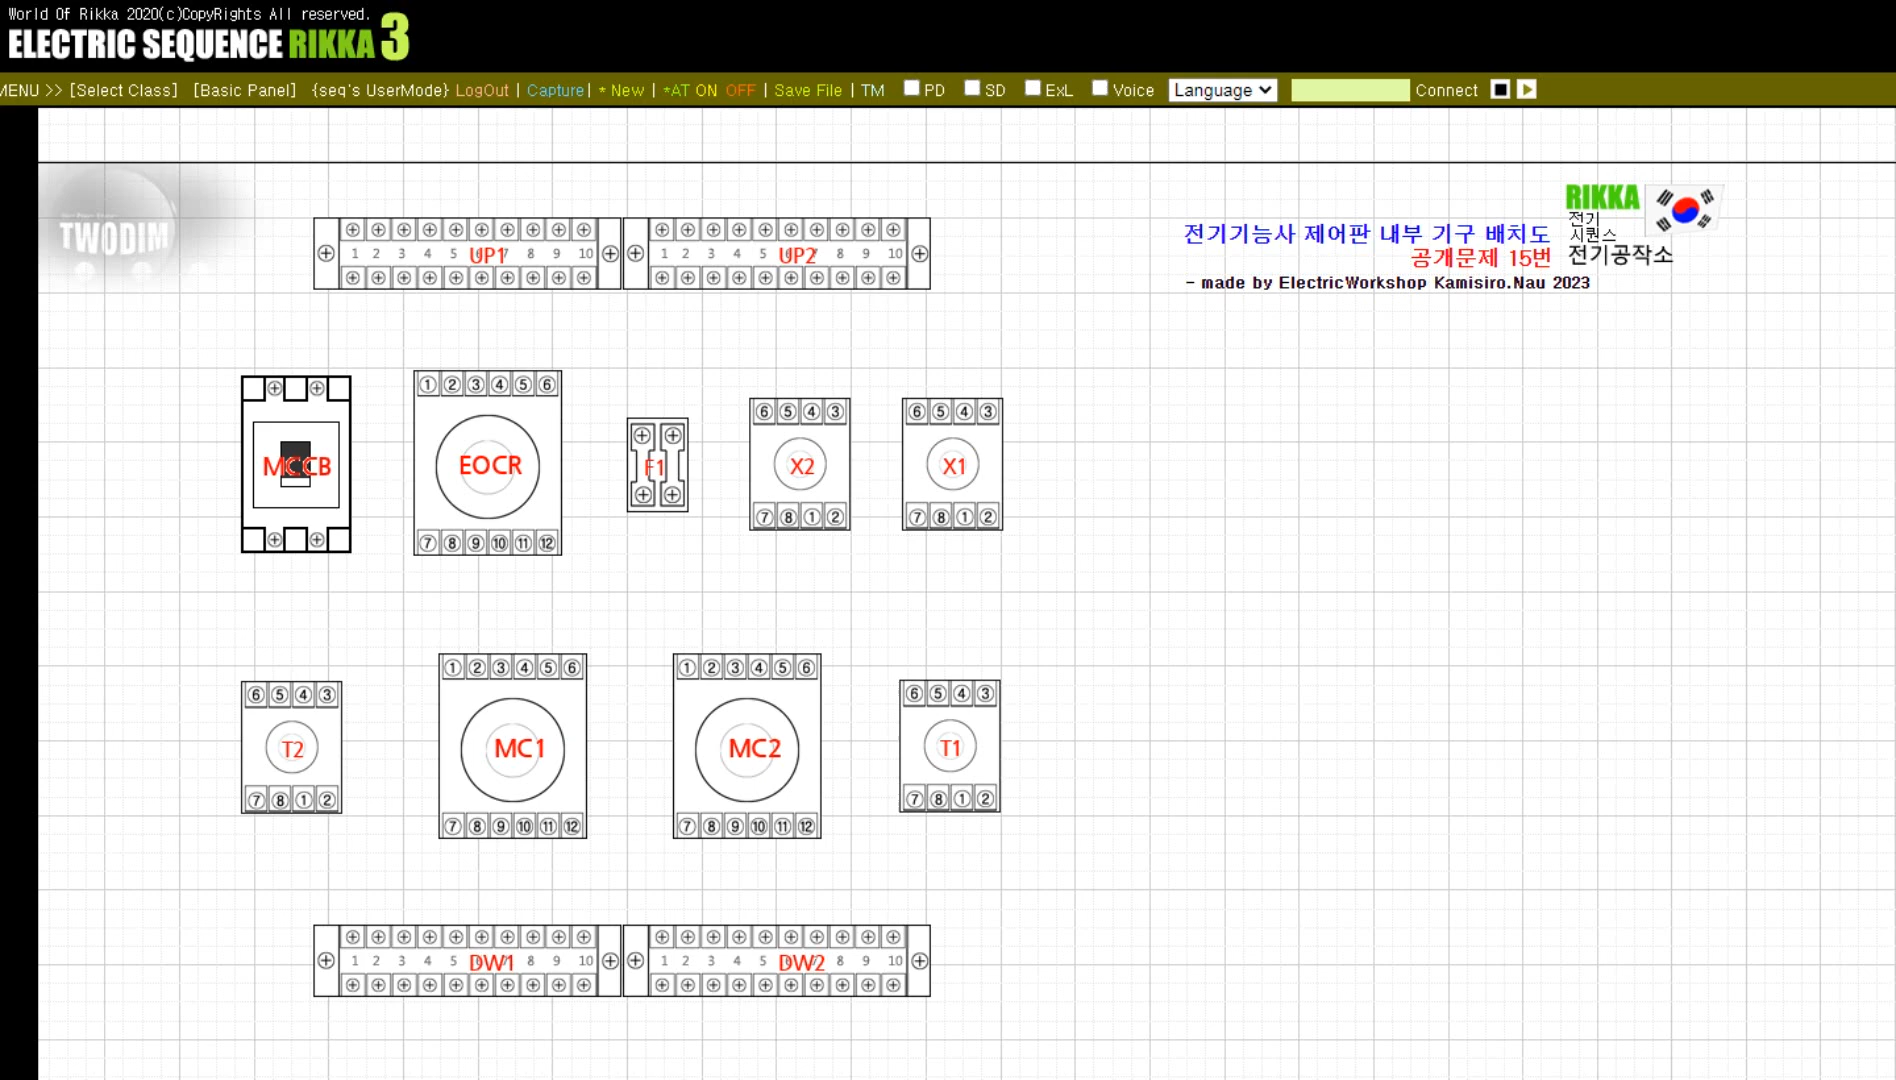 World Of Rikka 2020(c)CopyRights All reserved.
ELECTRIC SEQUENCE RIKKA 3
MENU >> [Select Class] [Basic Panel] {seq's UserMode} LogOut | Capture | * New | *AT ON OFF | Save File | TM PD SD ExL Voice Language Connect
TWODIM
RIKKA
전기
시퀀스
전기공작소
전기기능사 제어판 내부 기구 배치도
공개문제 15번
- made by ElectricWorkshop Kamisiro.Nau 2023
1 2 3 4 5 6 7 8 9 10 1 2 3 4 5 6 7 8 9 10
UP1 UP2
① ② ③ ④ ⑤ ⑥
⑥ ⑤ ④ ③ ⑥ ⑤ ④ ③
MCCB EOCR F1 X2 X1
⑦ ⑧ ① ② ⑦ ⑧ ① ②
⑦ ⑧ ⑨ ⑩ ⑪ ⑫
① ② ③ ④ ⑤ ⑥ ① ② ③ ④ ⑤ ⑥
⑥ ⑤ ④ ③ ⑥ ⑤ ④ ③
T2 MC1 MC2 T1
⑦ ⑧ ① ② ⑦ ⑧ ① ②
⑦ ⑧ ⑨ ⑩ ⑪ ⑫ ⑦ ⑧ ⑨ ⑩ ⑪ ⑫
1 2 3 4 5 6 7 8 9 10 1 2 3 4 5 6 7 8 9 10
DW1 DW2